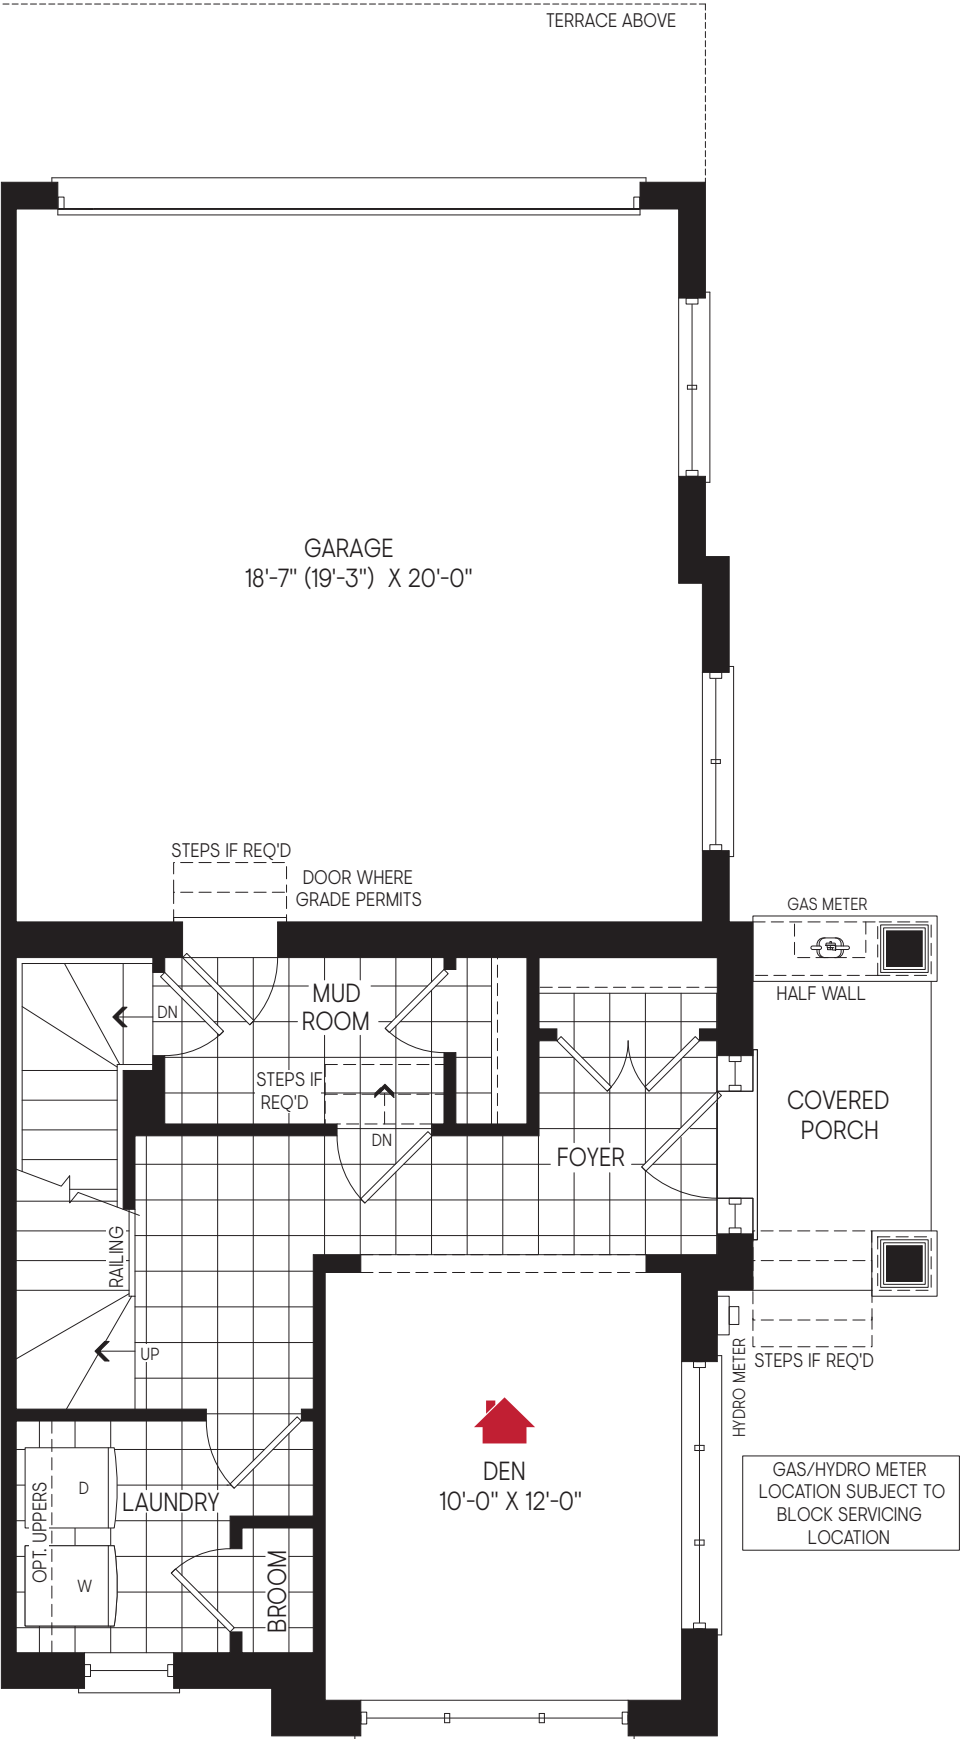 TERRACE ABOVE
GARAGE
18'-7" (19'-3") X 20'-0"
STEPS IF REQ'D
DOOR WHERE
GRADE PERMITS
GAS METER
HALF WALL
MUD
ROOM
DN
STEPS IF
REQ'D
DN
FOYER
COVERED
PORCH
RAILING
UP
STEPS IF REQ'D
HYDRO METER
DEN
10'-0" X 12'-0"
GAS/HYDRO METER
LOCATION SUBJECT TO
BLOCK SERVICING
LOCATION
D
LAUNDRY
OPT. UPPERS
W
BROOM